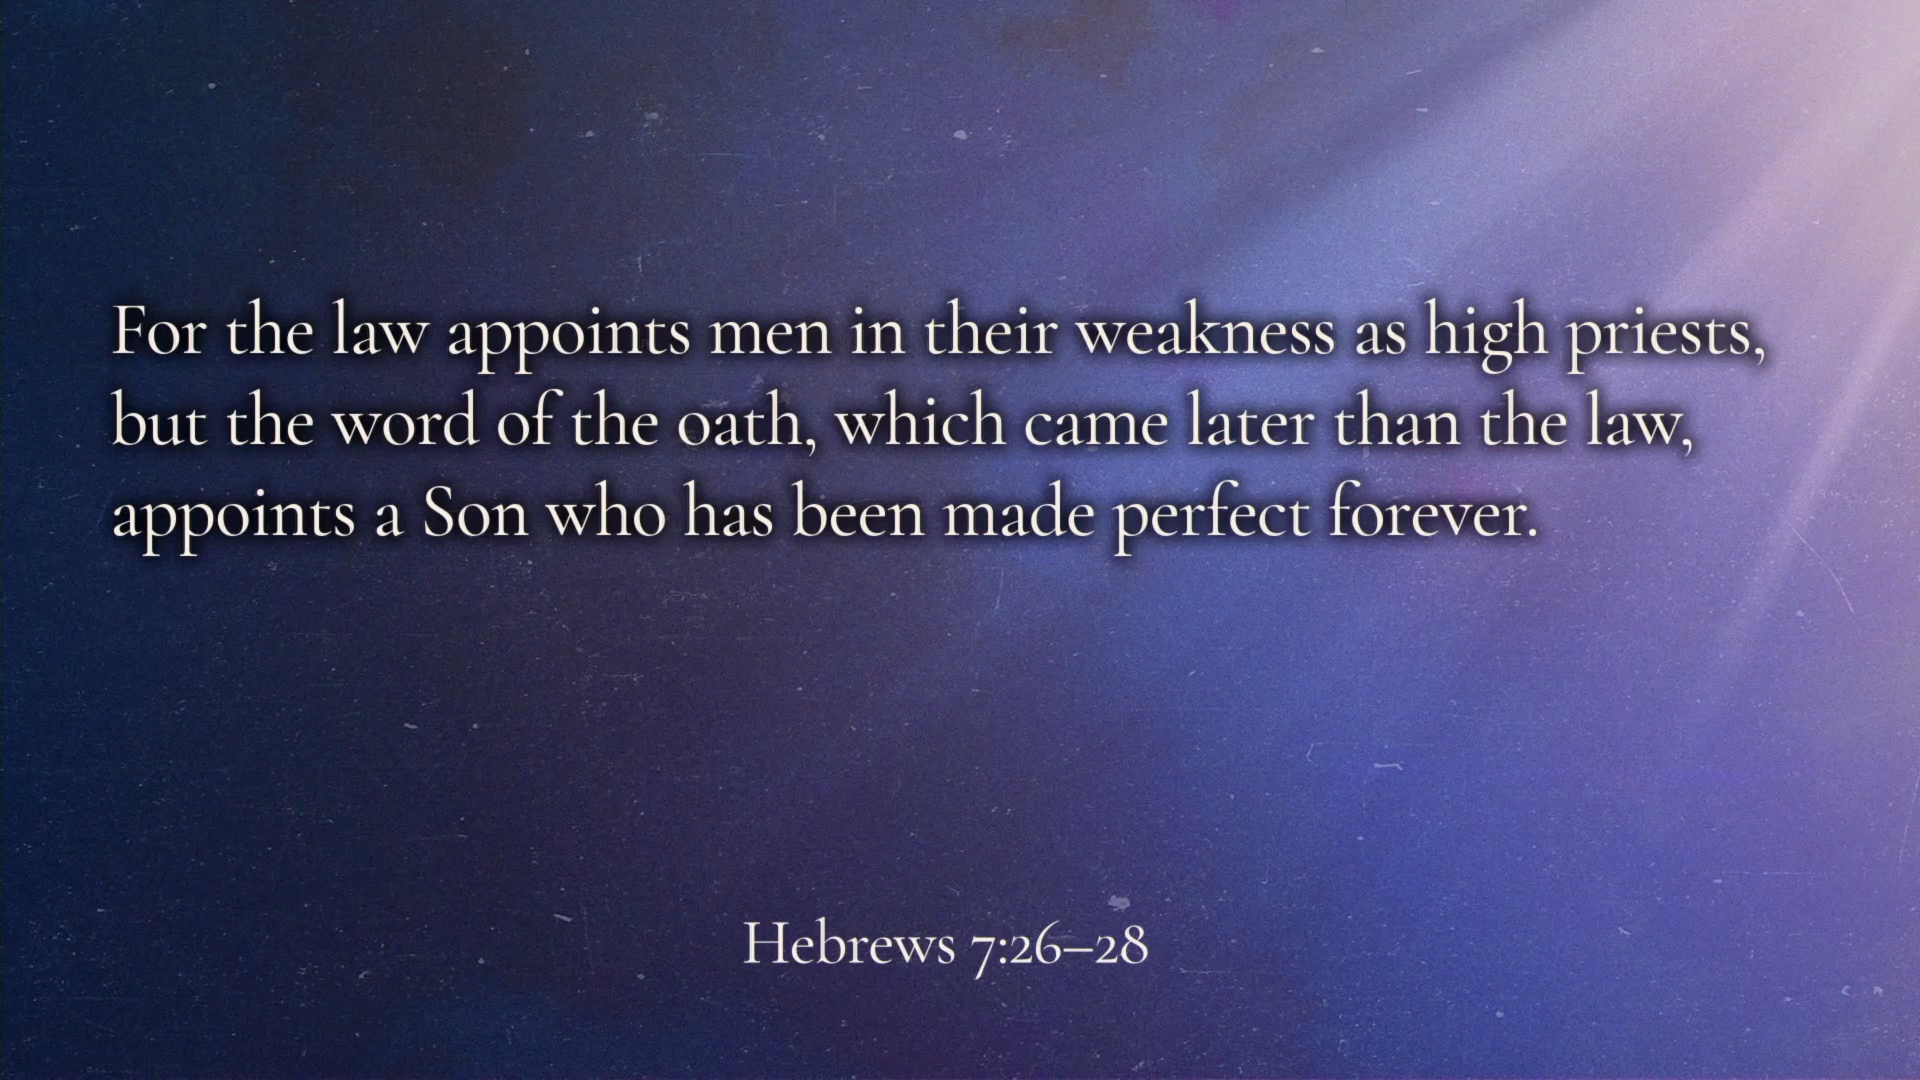 For the law appoints men in their weakness as high priests,
but the word of the oath, which came later than the law,
appoints a Son who has been made perfect forever.
Hebrews 7:26–28